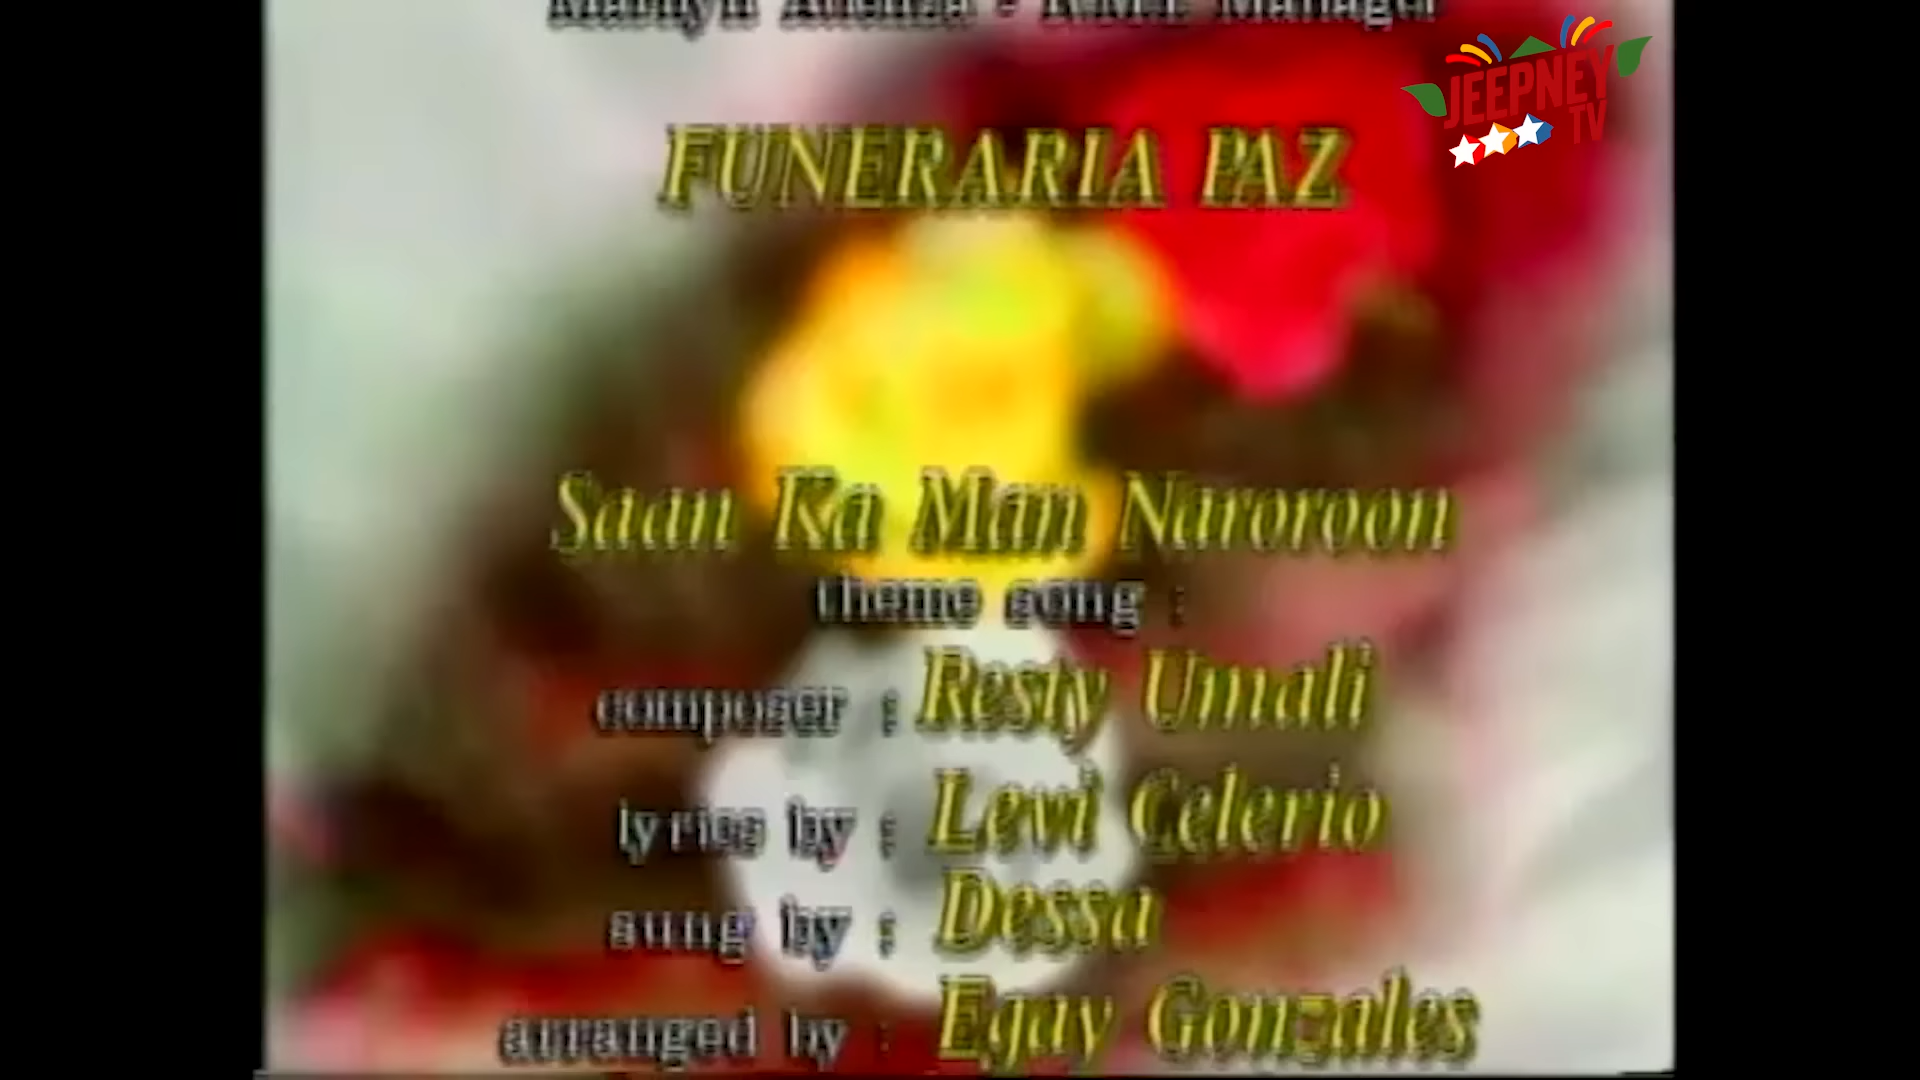 Manager
JEEPNEY
TV
FUNERARIA PAZ
Saan Ka Man Naroroon
theme song :
composer : Resty Umali
lyrics by : Levi Celerio
sung by : Dessa
arranged by : Egay Gonzales